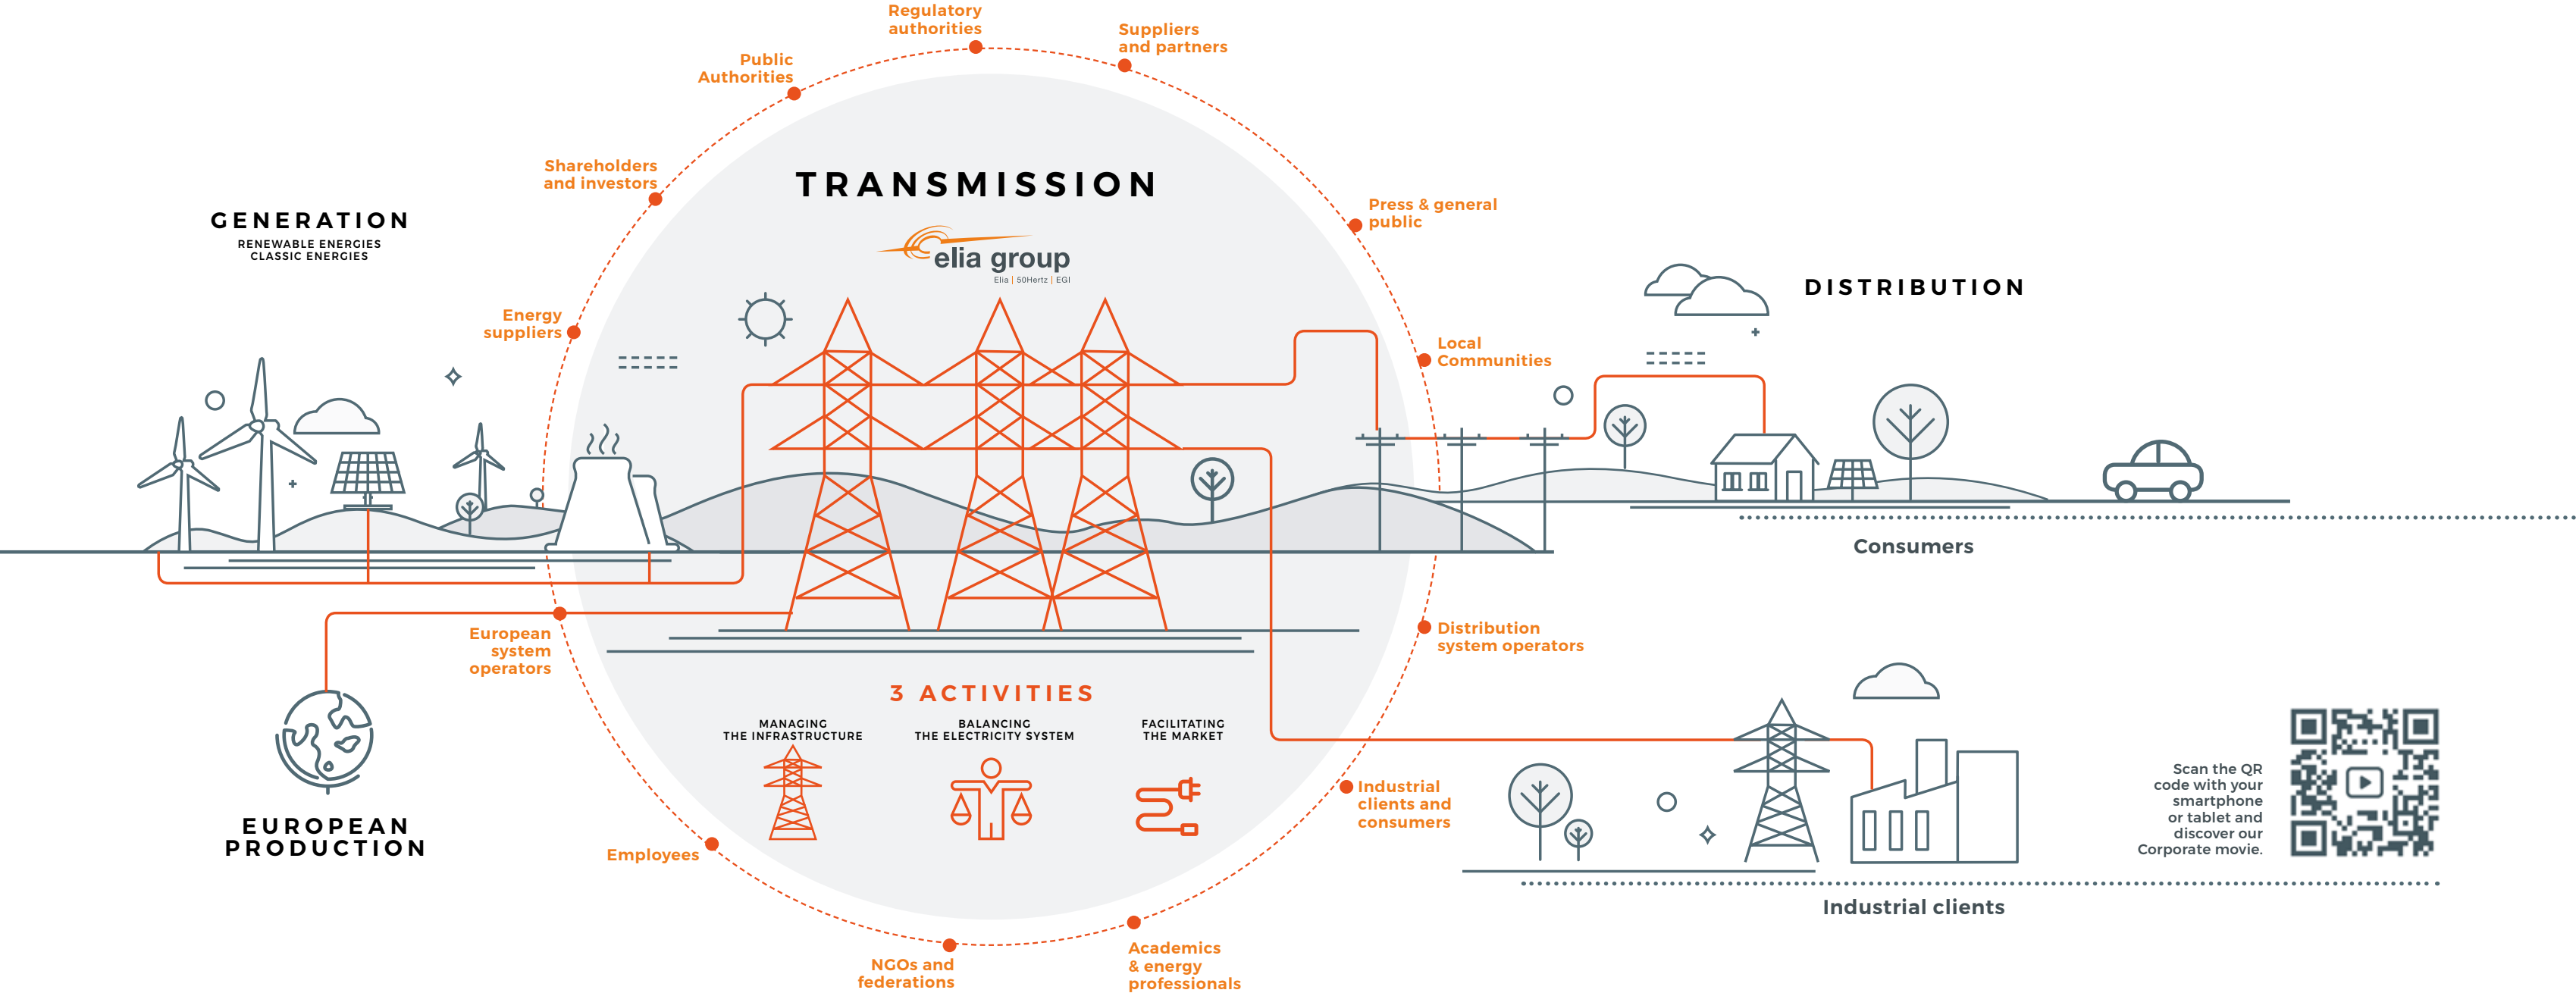 Regulatory
authorities
Suppliers
and partners
Public
Authorities
Shareholders
and investors
TRANSMISSION
Press & general
public
GENERATION
RENEWABLE ENERGIES
CLASSIC ENERGIES
elia group
Elia | 50Hertz | EGI
DISTRIBUTION
Energy
suppliers
Local
Communities
Consumers
European
system
operators
Distribution
system operators
3 ACTIVITIES
MANAGING
THE INFRASTRUCTURE
BALANCING
THE ELECTRICITY SYSTEM
FACILITATING
THE MARKET
EUROPEAN
PRODUCTION
Industrial
clients and
consumers
Scan the QR
code with your
smartphone
or tablet and
discover our
Corporate movie.
Employees
Industrial clients
NGOs and
federations
Academics
& energy
professionals